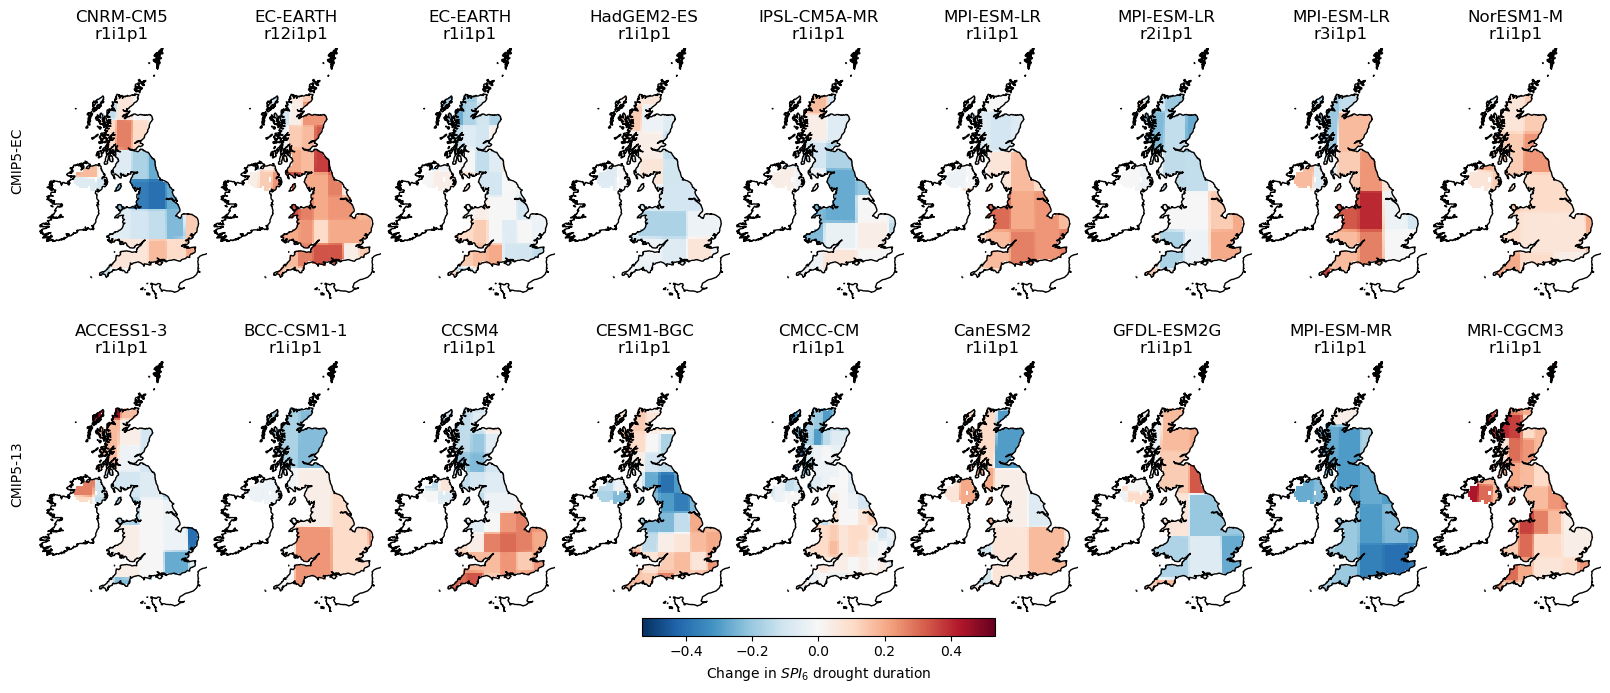 CNRM-CM5
r1i1p1
EC-EARTH
r12i1p1
EC-EARTH
r1i1p1
HadGEM2-ES
r1i1p1
IPSL-CM5A-MR
r1i1p1
MPI-ESM-LR
r1i1p1
MPI-ESM-LR
r2i1p1
MPI-ESM-LR
r3i1p1
NorESM1-M
r1i1p1
CMIP5-EC
ACCESS1-3
r1i1p1
BCC-CSM1-1
r1i1p1
CCSM4
r1i1p1
CESM1-BGC
r1i1p1
CMCC-CM
r1i1p1
CanESM2
r1i1p1
GFDL-ESM2G
r1i1p1
MPI-ESM-MR
r1i1p1
MRI-CGCM3
r1i1p1
CMIP5-13
−0.4 −0.2 0.0 0.2 0.4
Change in SPI₆ drought duration